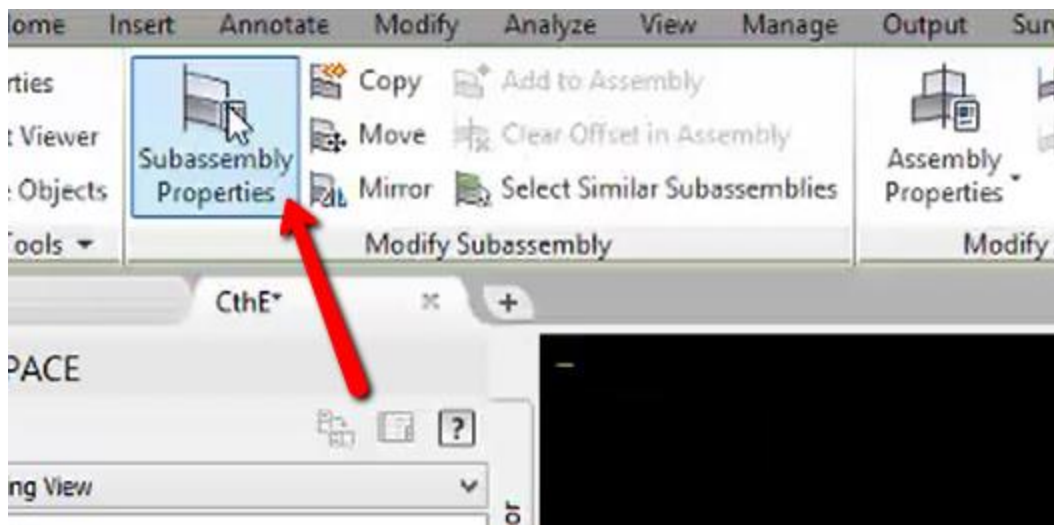 ome Insert Annotate Modify Analyze View Manage Output Sur
rties
Viewer
Objects
ools
Subassembly
Properties
Copy
Move
Mirror
Add to Assembly
Clear Offset in Assembly
Select Similar Subassemblies
Modify Subassembly
Assembly
Properties
Modify
CthE*
+
PACE
?
ng View
or